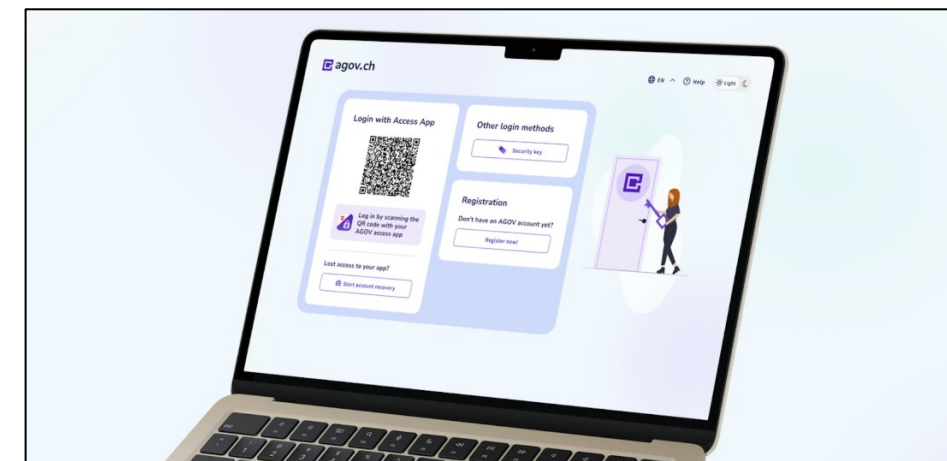 agov.ch
EN
Help
Light
Login with Access App
Log in by scanning the
QR code with your
AGOV access app
Lost access to your app?
Start account recovery
Other login methods
Security key
Registration
Don't have an AGOV account yet?
Register now!
esc